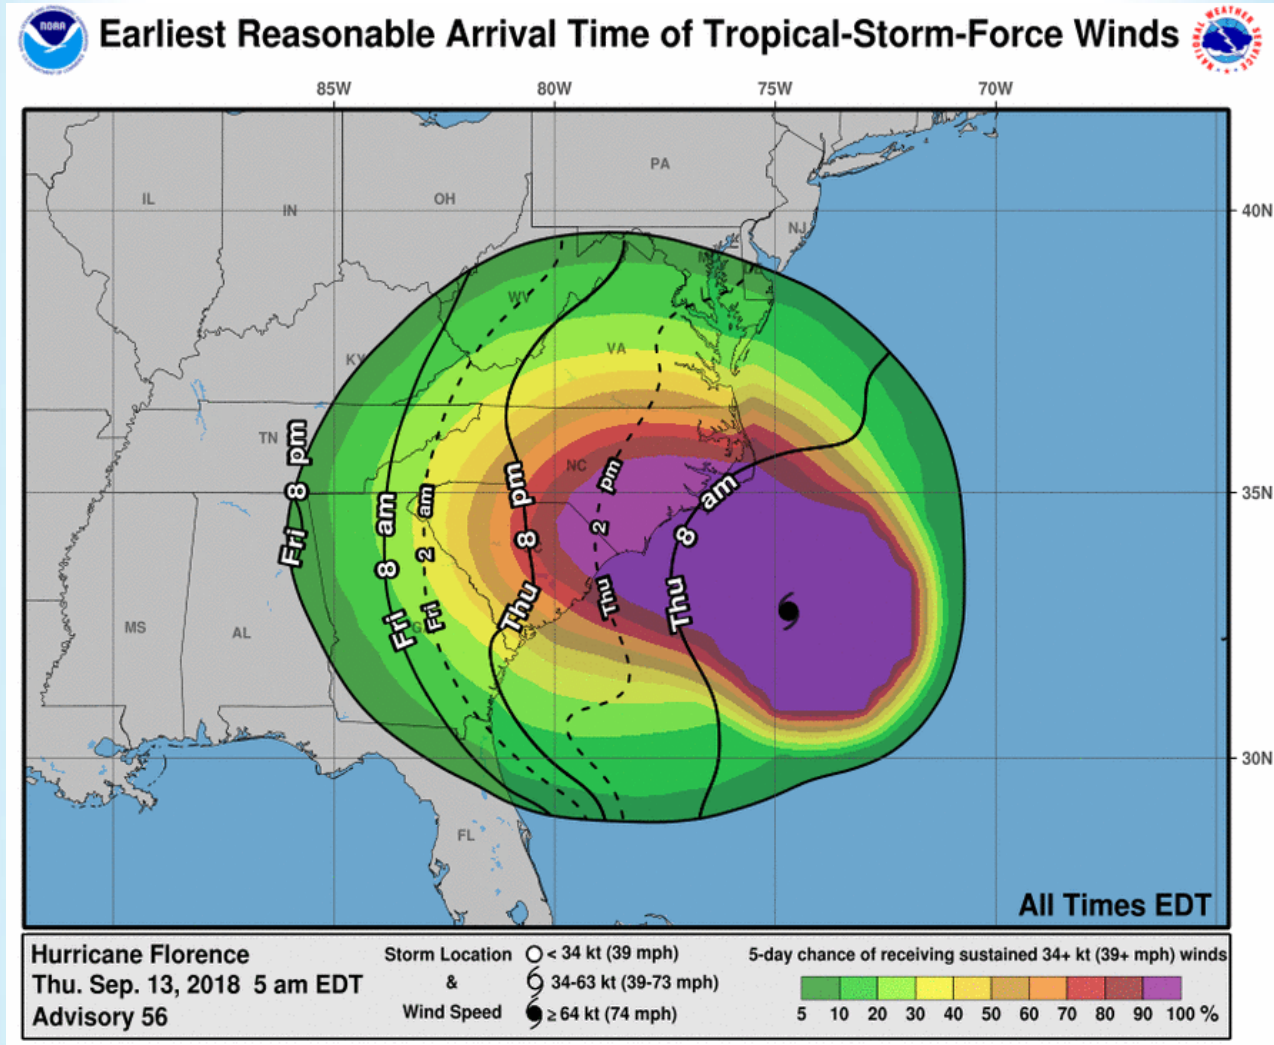 NOAA
Earliest Reasonable Arrival Time of Tropical-Storm-Force Winds
NATIONAL WEATHER SERVICE
85W 80W 75W 70W
PA
IL IN OH
40N
NJ
WV
VA
KY
TN
NC
35N
8 pm Fri
8 am Fri
2 am Fri
8 pm Thu
2 pm Thu
8 am Thu
MS AL
30N
FL
All Times EDT
Hurricane Florence
Thu. Sep. 13, 2018 5 am EDT
Advisory 56
Storm Location
&
Wind Speed
< 34 kt (39 mph)
34-63 kt (39-73 mph)
≥ 64 kt (74 mph)
5-day chance of receiving sustained 34+ kt (39+ mph) winds
5 10 20 30 40 50 60 70 80 90 100 %